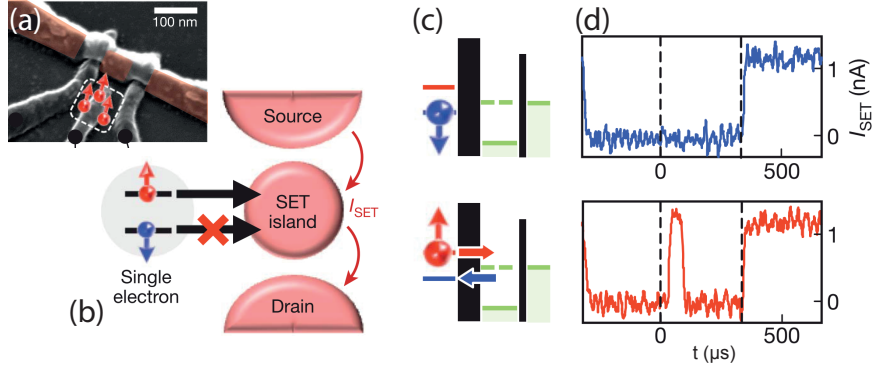 (a)
100 nm
(b)
Single
electron
Source
SET
island
I_SET
Drain
(c)
(d)
1
0
I_SET (nA)
0
500
1
0
0
500
t (μs)